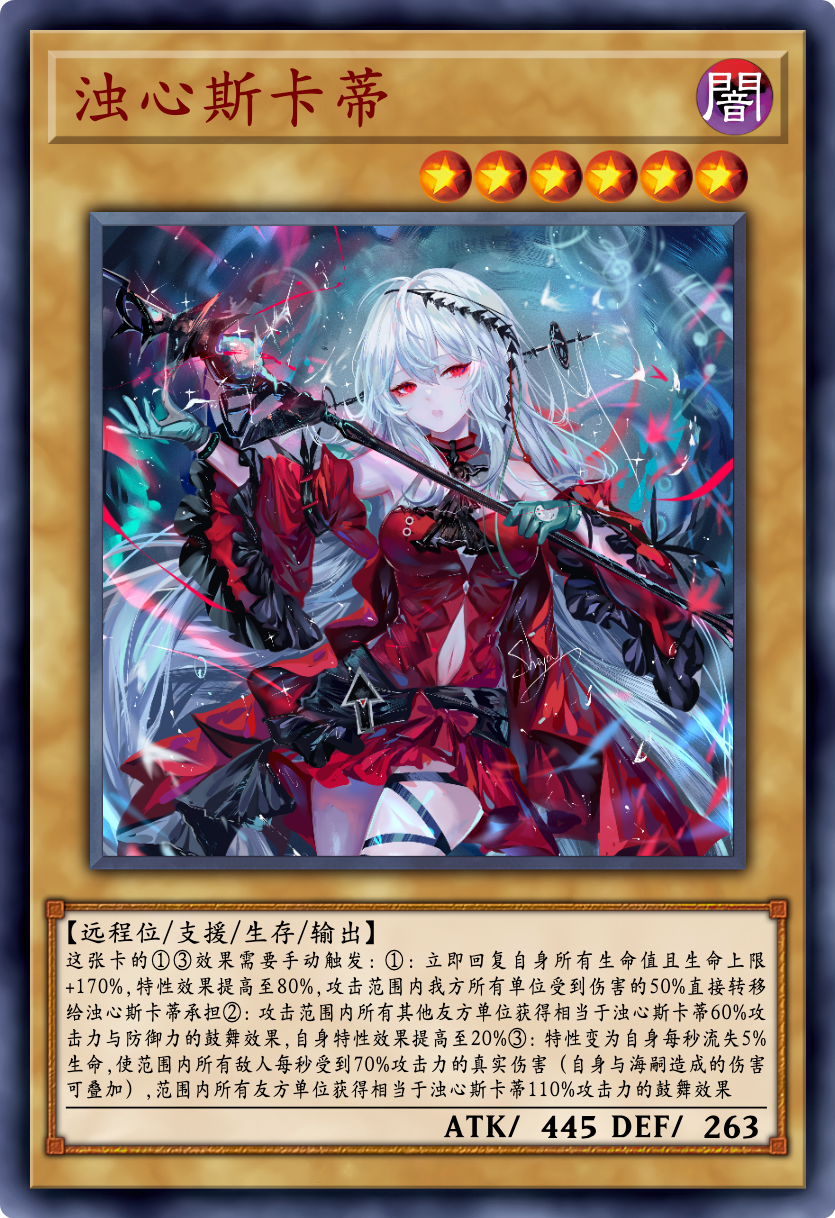 浊心斯卡蒂
闇
【远程位/支援/生存/输出】
这张卡的①③效果需要手动触发：①：立即回复自身所有生命值且生命上限
+170%,特性效果提高至80%,攻击范围内我方所有单位受到伤害的50%直接转移
给浊心斯卡蒂承担②：攻击范围内所有其他友方单位获得相当于浊心斯卡蒂60%攻
击力与防御力的鼓舞效果,自身特性效果提高至20%③：特性变为自身每秒流失5%
生命,使范围内所有敌人每秒受到70%攻击力的真实伤害（自身与海嗣造成的伤害
可叠加）,范围内所有友方单位获得相当于浊心斯卡蒂110%攻击力的鼓舞效果
ATK/ 445 DEF/ 263